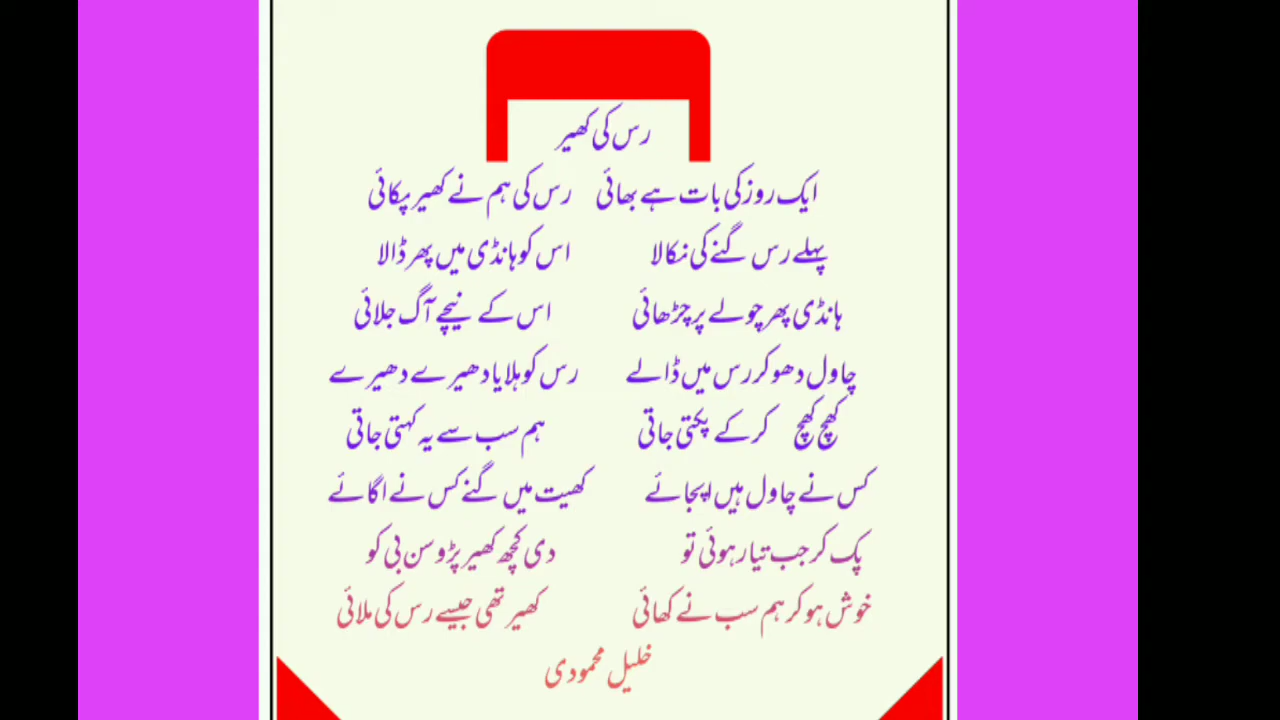 رس کی کھیر
ایک روز کی بات ہے بھائی رس کی ہم نے کھیر پکائی
پہلے رس گنے کی نکالا اس کو ہانڈی میں پھر ڈالا
ہانڈی پھر چولے پر چڑھائی اس کے نیچے آگ جلائی
چاول دھو کر رس میں ڈالے رس کو ہلایا دھیرے دھیرے
کھچ کھچ کر کے پکتی جاتی ہم سب سے یہ کہتی جاتی
کس نے چاول ہیں اپجائے کھیت میں گنے کس نے اگائے
پک کر جب تیار ہوئی تو دی کچھ کھیر پڑوسن بی کو
خوش ہو کر ہم سب نے کھائی کھیر تھی جیسے رس کی ملائی
خلیل محمودی